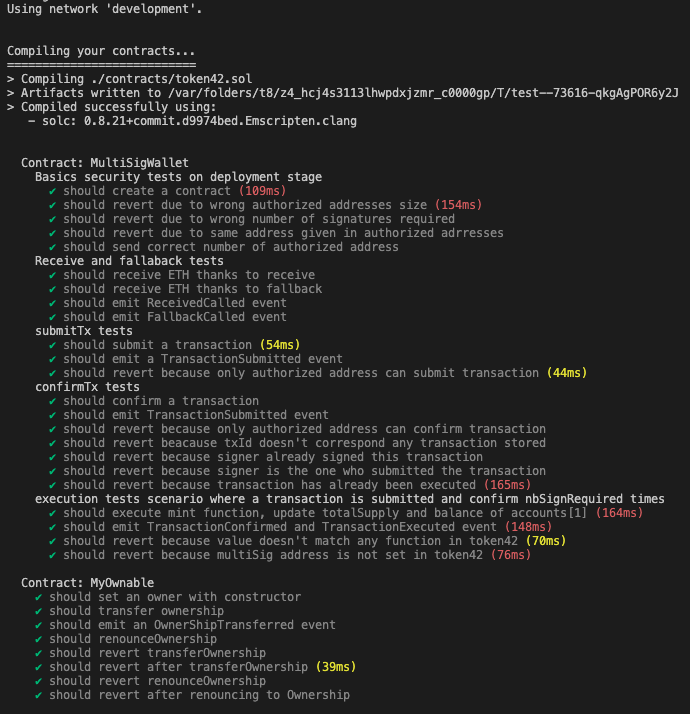 Using network 'development'.
Compiling your contracts...
===========================
> Compiling ./contracts/token42.sol
> Artifacts written to /var/folders/t8/z4_hcj4s3113lhwpdxjzmr_c0000gp/T/test--73616-qkgAgPOR6y2J
> Compiled successfully using:
   - solc: 0.8.21+commit.d9974bed.Emscripten.clang
Contract: MultiSigWallet
Basics security tests on deployment stage
✔ should create a contract (109ms)
✔ should revert due to wrong authorized addresses size (154ms)
✔ should revert due to wrong number of signatures required
✔ should revert due to same address given in authorized adrresses
✔ should send correct number of authorized address
Receive and fallaback tests
✔ should receive ETH thanks to receive
✔ should receive ETH thanks to fallback
✔ should emit ReceivedCalled event
✔ should emit FallbackCalled event
submitTx tests
✔ should submit a transaction (54ms)
✔ should emit a TransactionSubmitted event
✔ should revert because only authorized address can submit transaction (44ms)
confirmTx tests
✔ should confirm a transaction
✔ should emit TransactionSubmitted event
✔ should revert because only authorized address can confirm transaction
✔ should revert beacause txId doesn't correspond any transaction stored
✔ should revert because signer already signed this transaction
✔ should revert because signer is the one who submitted the transaction
✔ should revert because transaction has already been executed (165ms)
execution tests scenario where a transaction is submitted and confirm nbSignRequired times
✔ should execute mint function, update totalSupply and balance of accounts[1] (164ms)
✔ should emit TransactionConfirmed and TransactionExecuted event (148ms)
✔ should revert because value doesn't match any function in token42 (70ms)
✔ should revert because multiSig address is not set in token42 (76ms)
Contract: MyOwnable
✔ should set an owner with constructor
✔ should transfer ownership
✔ should emit an OwnerShipTransferred event
✔ should renounceOwnership
✔ should revert transferOwnership
✔ should revert after transferOwnership (39ms)
✔ should revert renounceOwnership
✔ should revert after renouncing to Ownership